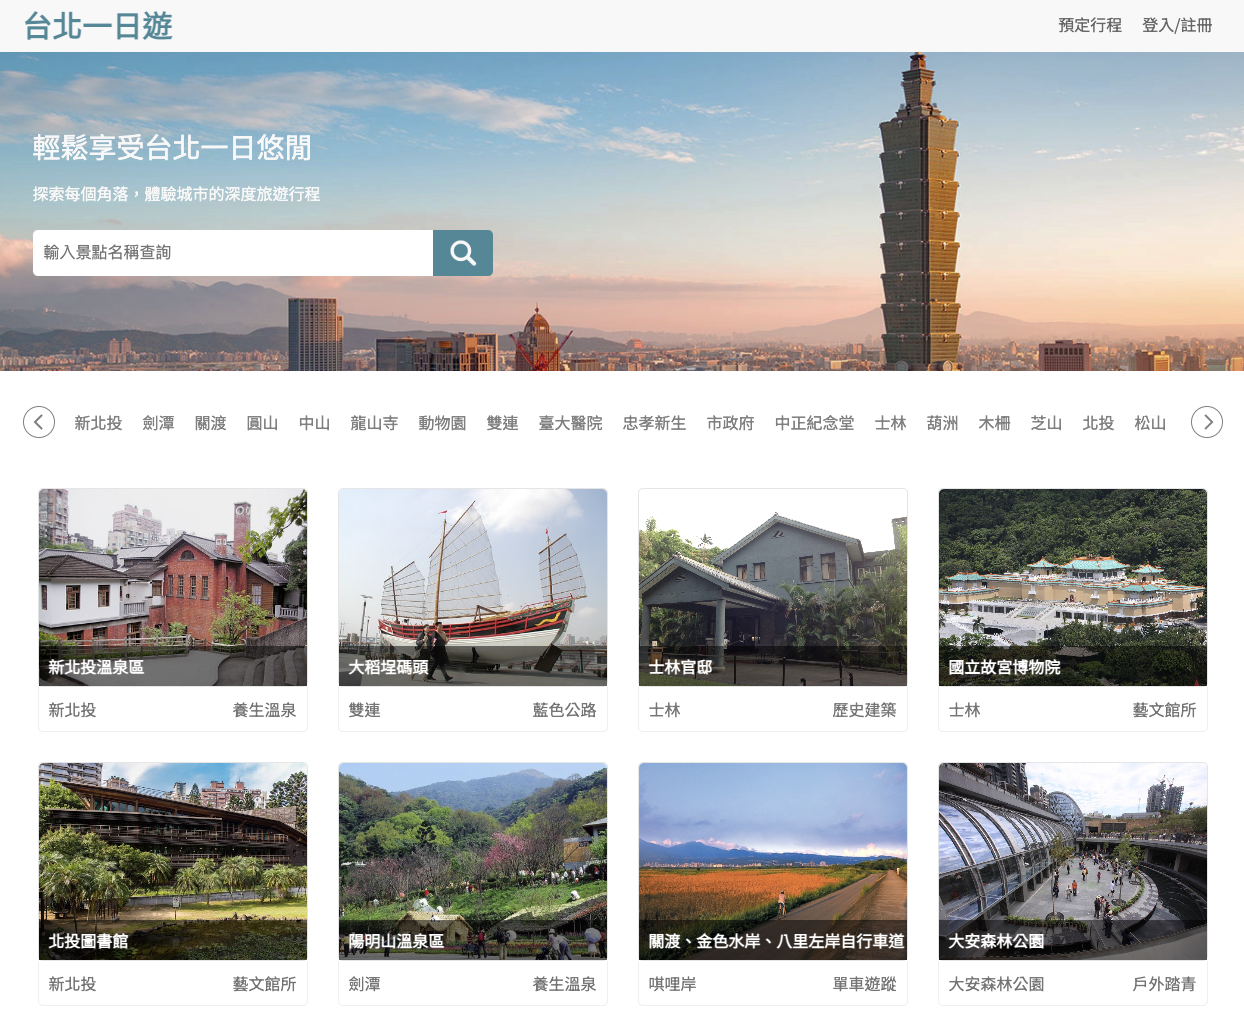 台北一日遊
預定行程 登入/註冊
輕鬆享受台北一日悠閒
探索每個角落，體驗城市的深度旅遊行程
輸入景點名稱查詢
新北投 劍潭 關渡 圓山 中山 龍山寺 動物園 雙連 臺大醫院 忠孝新生 市政府 中正紀念堂 士林 葫洲 木柵 芝山 北投 松山
新北投溫泉區
新北投 養生溫泉
大稻埕碼頭
雙連 藍色公路
士林官邸
士林 歷史建築
國立故宮博物院
士林 藝文館所
北投圖書館
新北投 藝文館所
陽明山溫泉區
劍潭 養生溫泉
關渡、金色水岸、八里左岸自行車道
唭哩岸 單車遊蹤
大安森林公園
大安森林公園 戶外踏青